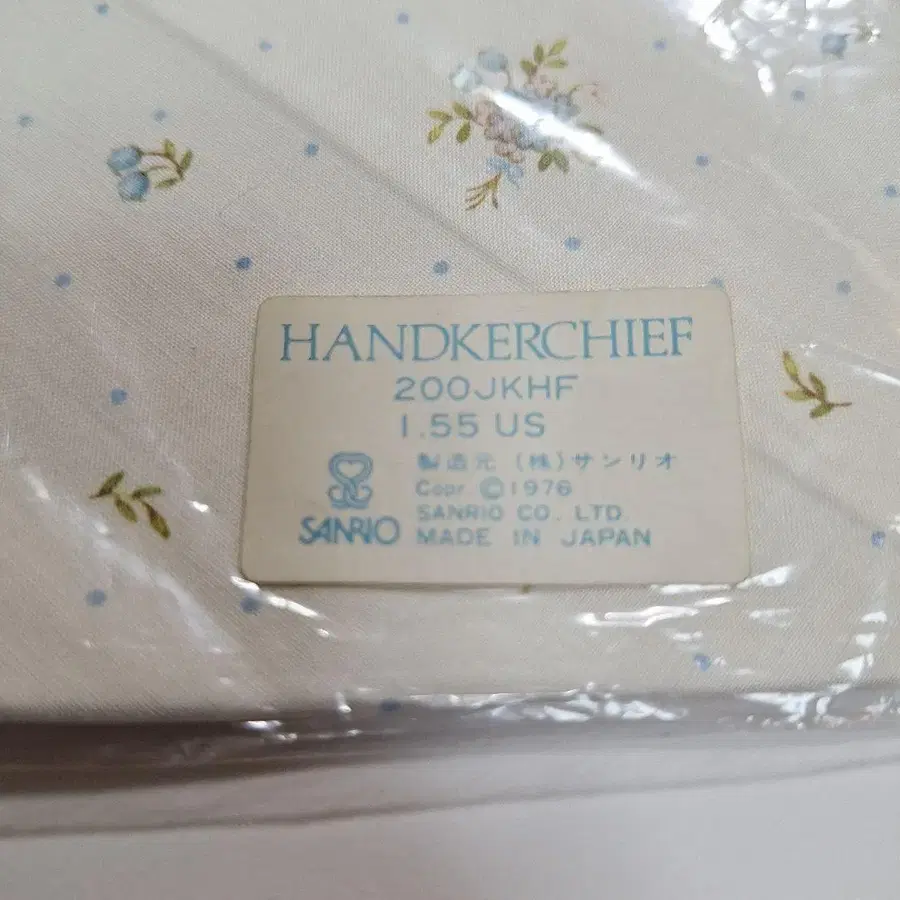 HANDKERCHIEF
200JKHF
1.55 US
製造元 (株)サンリオ
Copr ©1976
SANRIO CO., LTD.
SANRIO MADE IN JAPAN